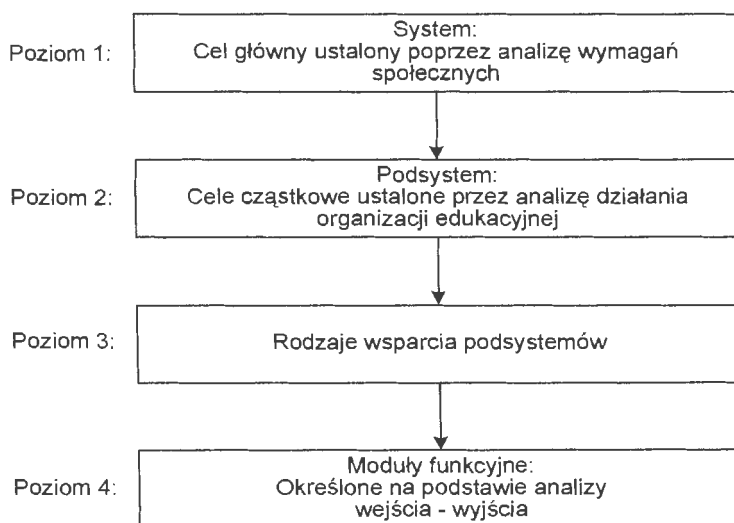 System:
Poziom 1: Cel główny ustalony poprzez analizę wymagań
społecznych
Podsystem:
Poziom 2: Cele cząstkowe ustalone przez analizę działania
organizacji edukacyjnej
Poziom 3: Rodzaje wsparcia podsystemów
Moduły funkcyjne:
Poziom 4: Określone na podstawie analizy
wejścia - wyjścia